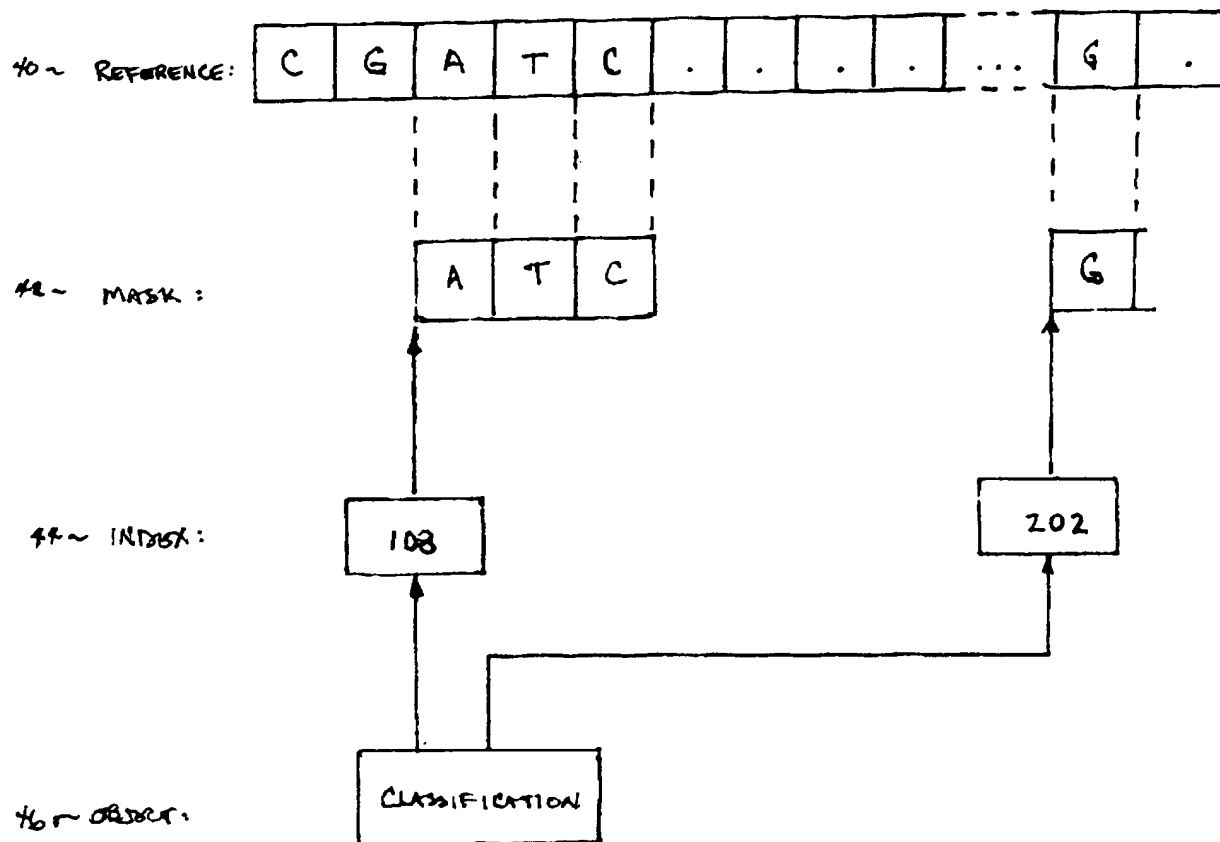 40~ REFERENCE: C G A T C . . . . ... G .
42~ MASK: A T C G
44~ INDEX: 108 202
46~ OBJECT: CLASSIFICATION